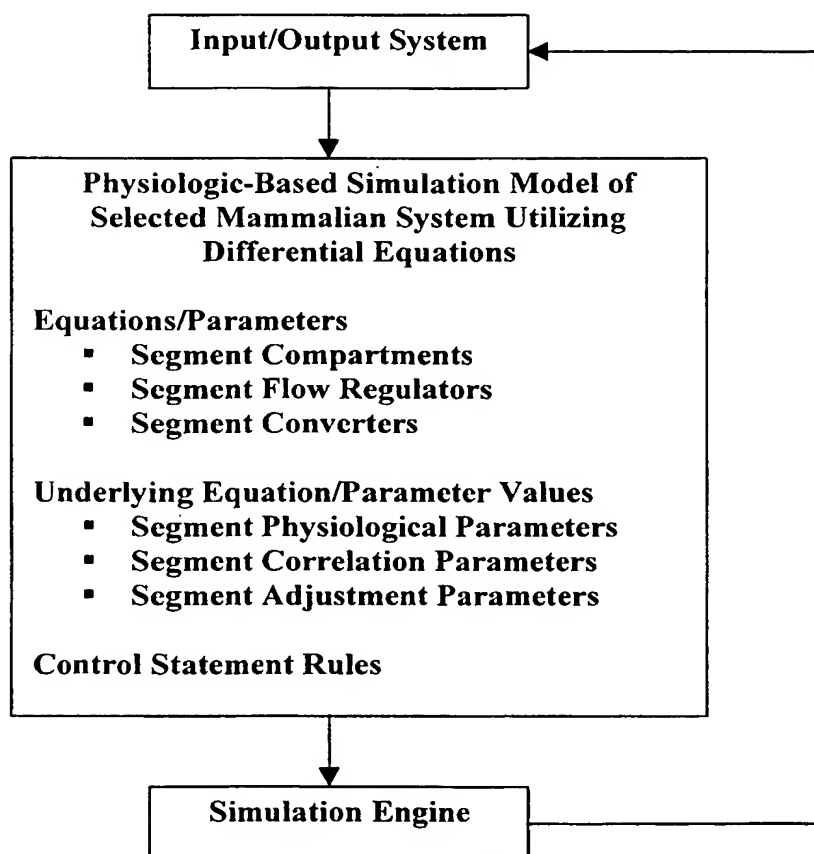 Input/Output System
Physiologic-Based Simulation Model of
Selected Mammalian System Utilizing
Differential Equations
Equations/Parameters
▪ Segment Compartments
▪ Segment Flow Regulators
▪ Segment Converters
Underlying Equation/Parameter Values
▪ Segment Physiological Parameters
▪ Segment Correlation Parameters
▪ Segment Adjustment Parameters
Control Statement Rules
Simulation Engine